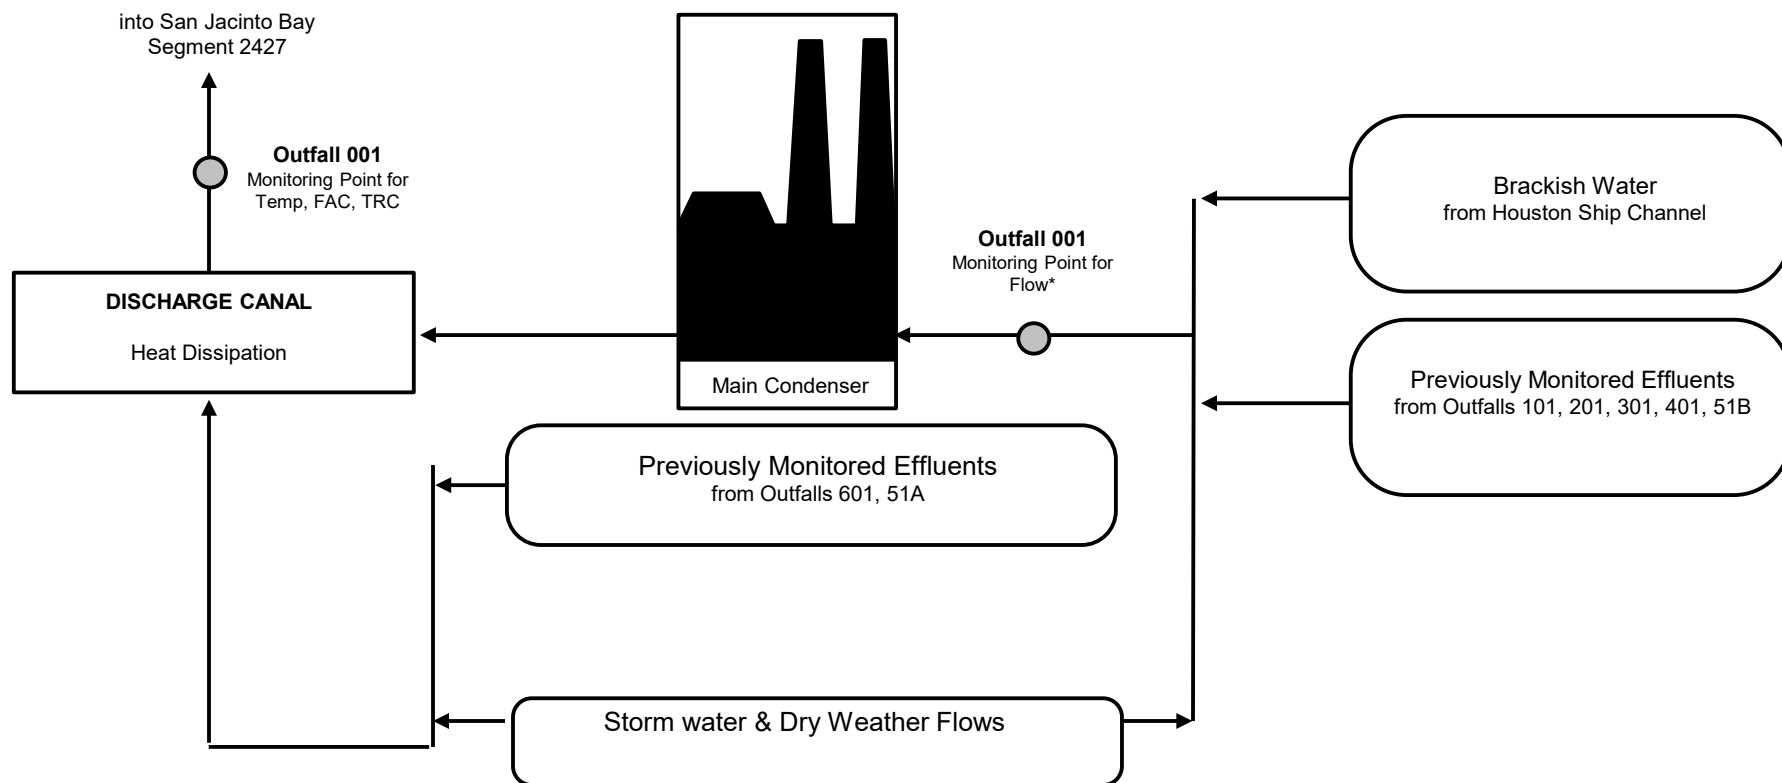 into San Jacinto Bay
Segment 2427
Outfall 001
Monitoring Point for
Temp, FAC, TRC
DISCHARGE CANAL
Heat Dissipation
Main Condenser
Outfall 001
Monitoring Point for
Flow*
Brackish Water
from Houston Ship Channel
Previously Monitored Effluents
from Outfalls 101, 201, 301, 401, 51B
Previously Monitored Effluents
from Outfalls 601, 51A
Storm water & Dry Weather Flows